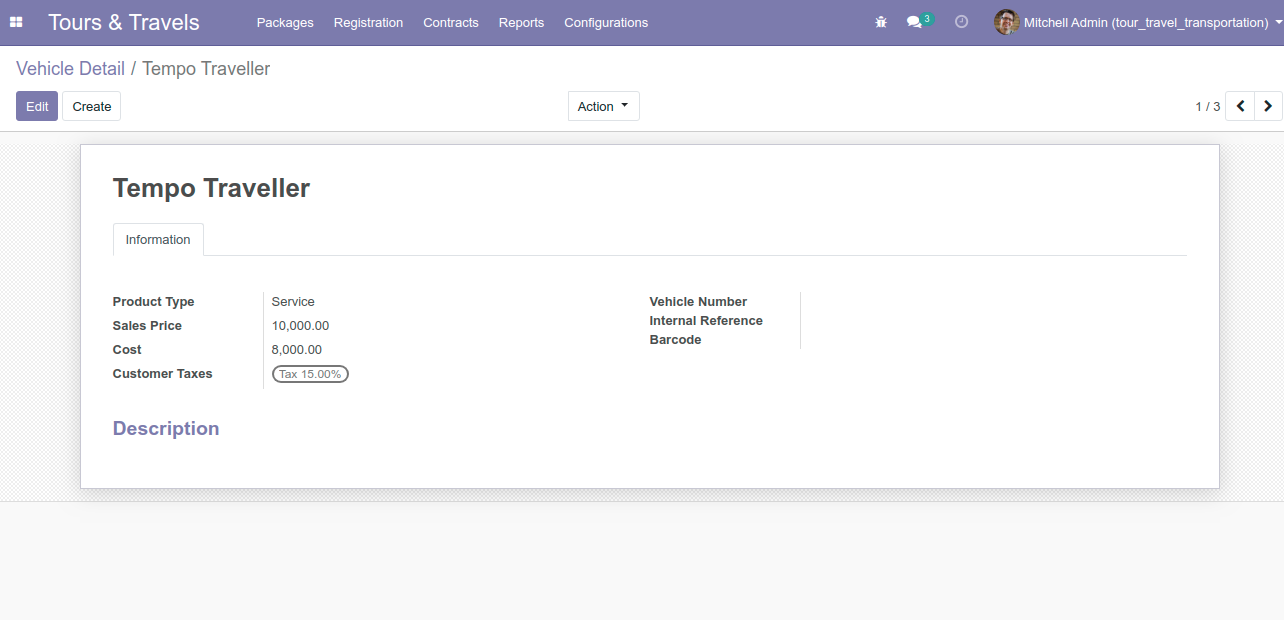 Tours & Travels Packages Registration Contracts Reports Configurations 3 Mitchell Admin (tour_travel_transportation)
Vehicle Detail / Tempo Traveller
Edit Create Action 1 / 3
Tempo Traveller
Information
Product Type Service
Sales Price 10,000.00
Cost 8,000.00
Customer Taxes Tax 15.00%
Vehicle Number
Internal Reference
Barcode
Description